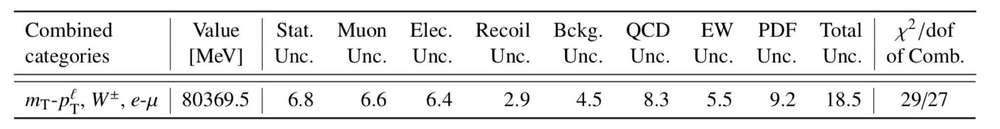 Combined Value Stat. Muon Elec. Recoil Bckg. QCD EW PDF Total χ²/dof
categories [MeV] Unc. Unc. Unc. Unc. Unc. Unc. Unc. Unc. Unc. of Comb.
m_T-p_T^ℓ, W^±, e-μ 80369.5 6.8 6.6 6.4 2.9 4.5 8.3 5.5 9.2 18.5 29/27